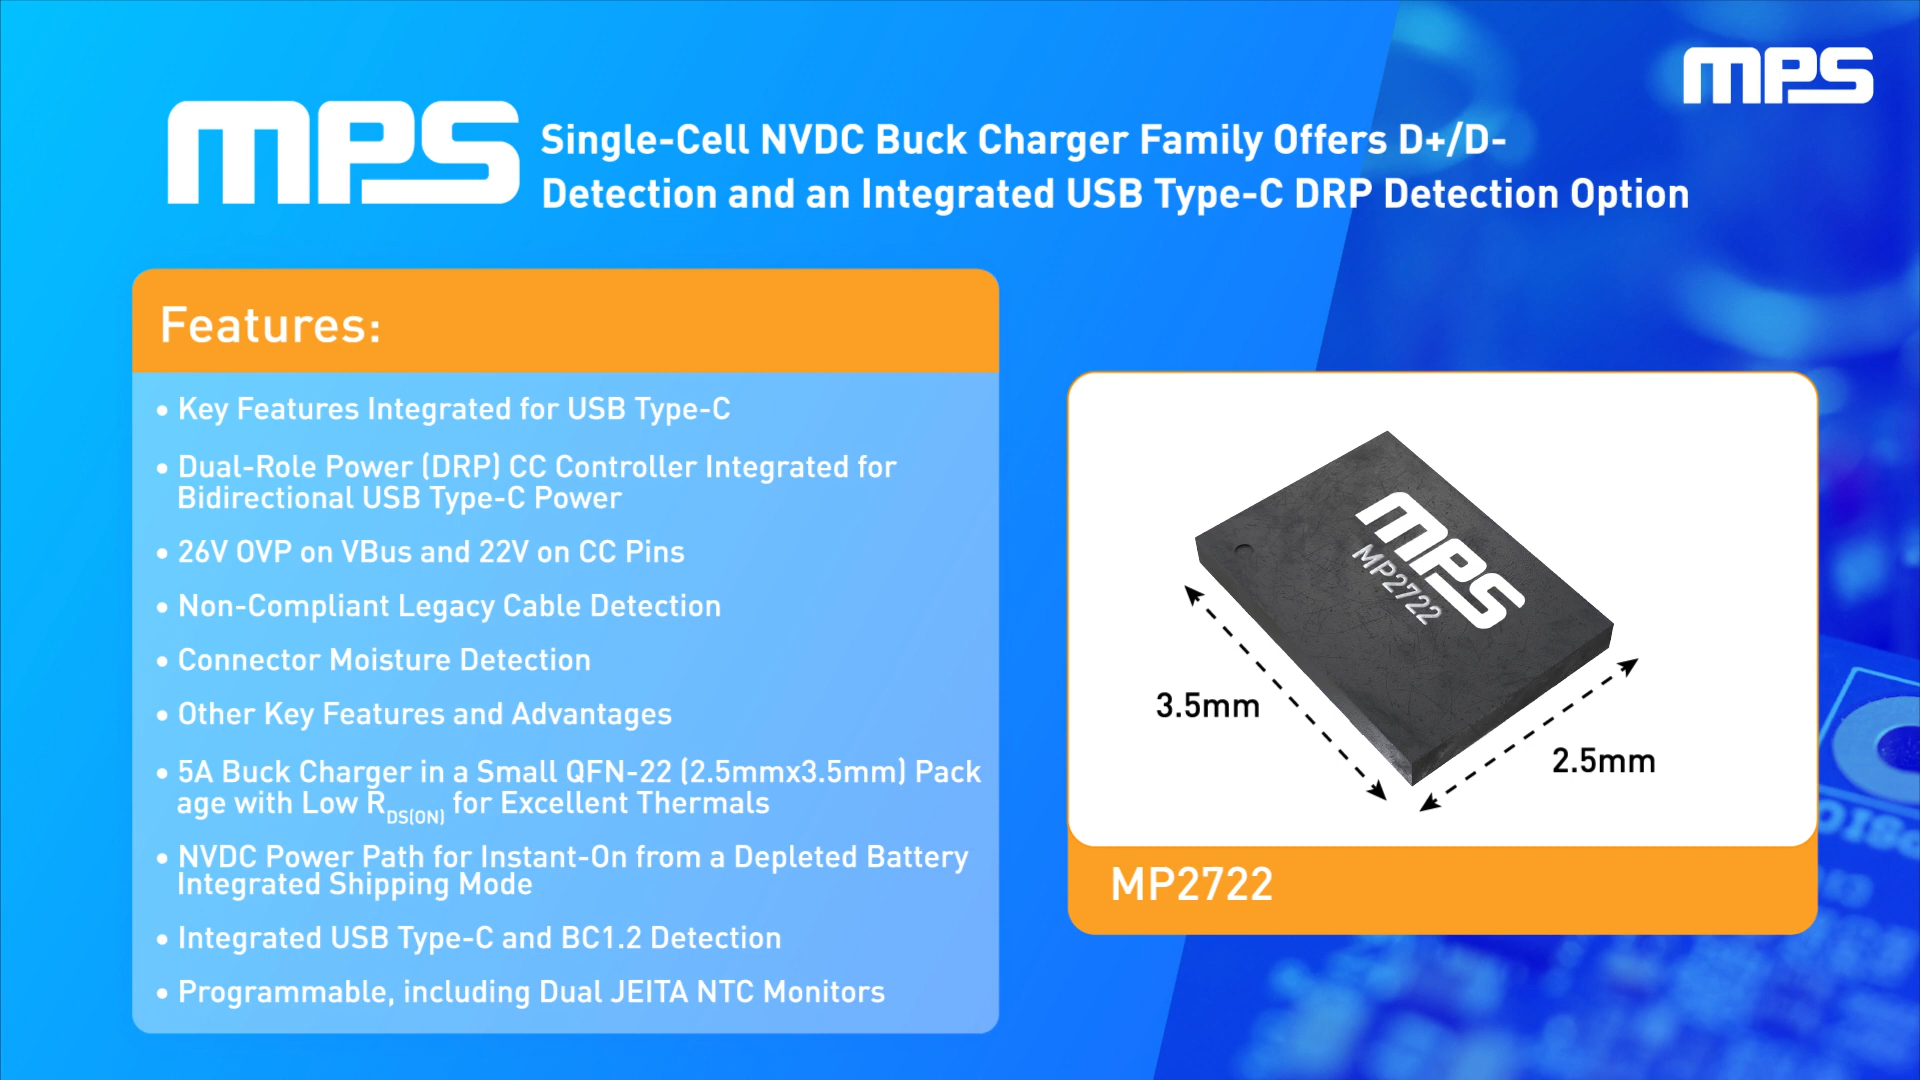 mps
mps
Single-Cell NVDC Buck Charger Family Offers D+/D-
Detection and an Integrated USB Type-C DRP Detection Option
Features:
• Key Features Integrated for USB Type-C
• Dual-Role Power (DRP) CC Controller Integrated for
Bidirectional USB Type-C Power
• 26V OVP on VBus and 22V on CC Pins
• Non-Compliant Legacy Cable Detection
• Connector Moisture Detection
• Other Key Features and Advantages
• 5A Buck Charger in a Small QFN-22 (2.5mmx3.5mm) Pack
age with Low RDS(ON) for Excellent Thermals
• NVDC Power Path for Instant-On from a Depleted Battery
Integrated Shipping Mode
• Integrated USB Type-C and BC1.2 Detection
• Programmable, including Dual JEITA NTC Monitors
mps
MP2722
3.5mm
2.5mm
MP2722